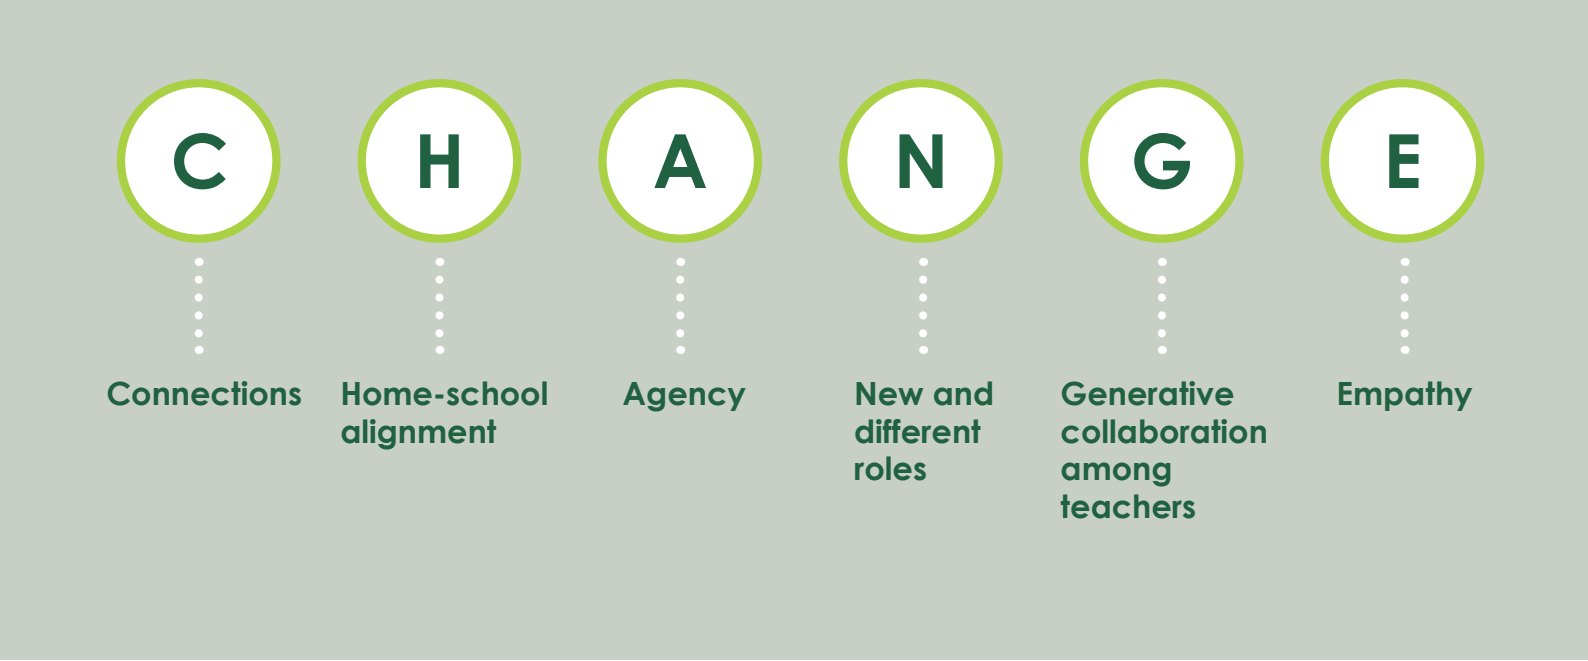 C
H
A
N
G
E
Connections
Home-school
alignment
Agency
New and
different
roles
Generative
collaboration
among
teachers
Empathy